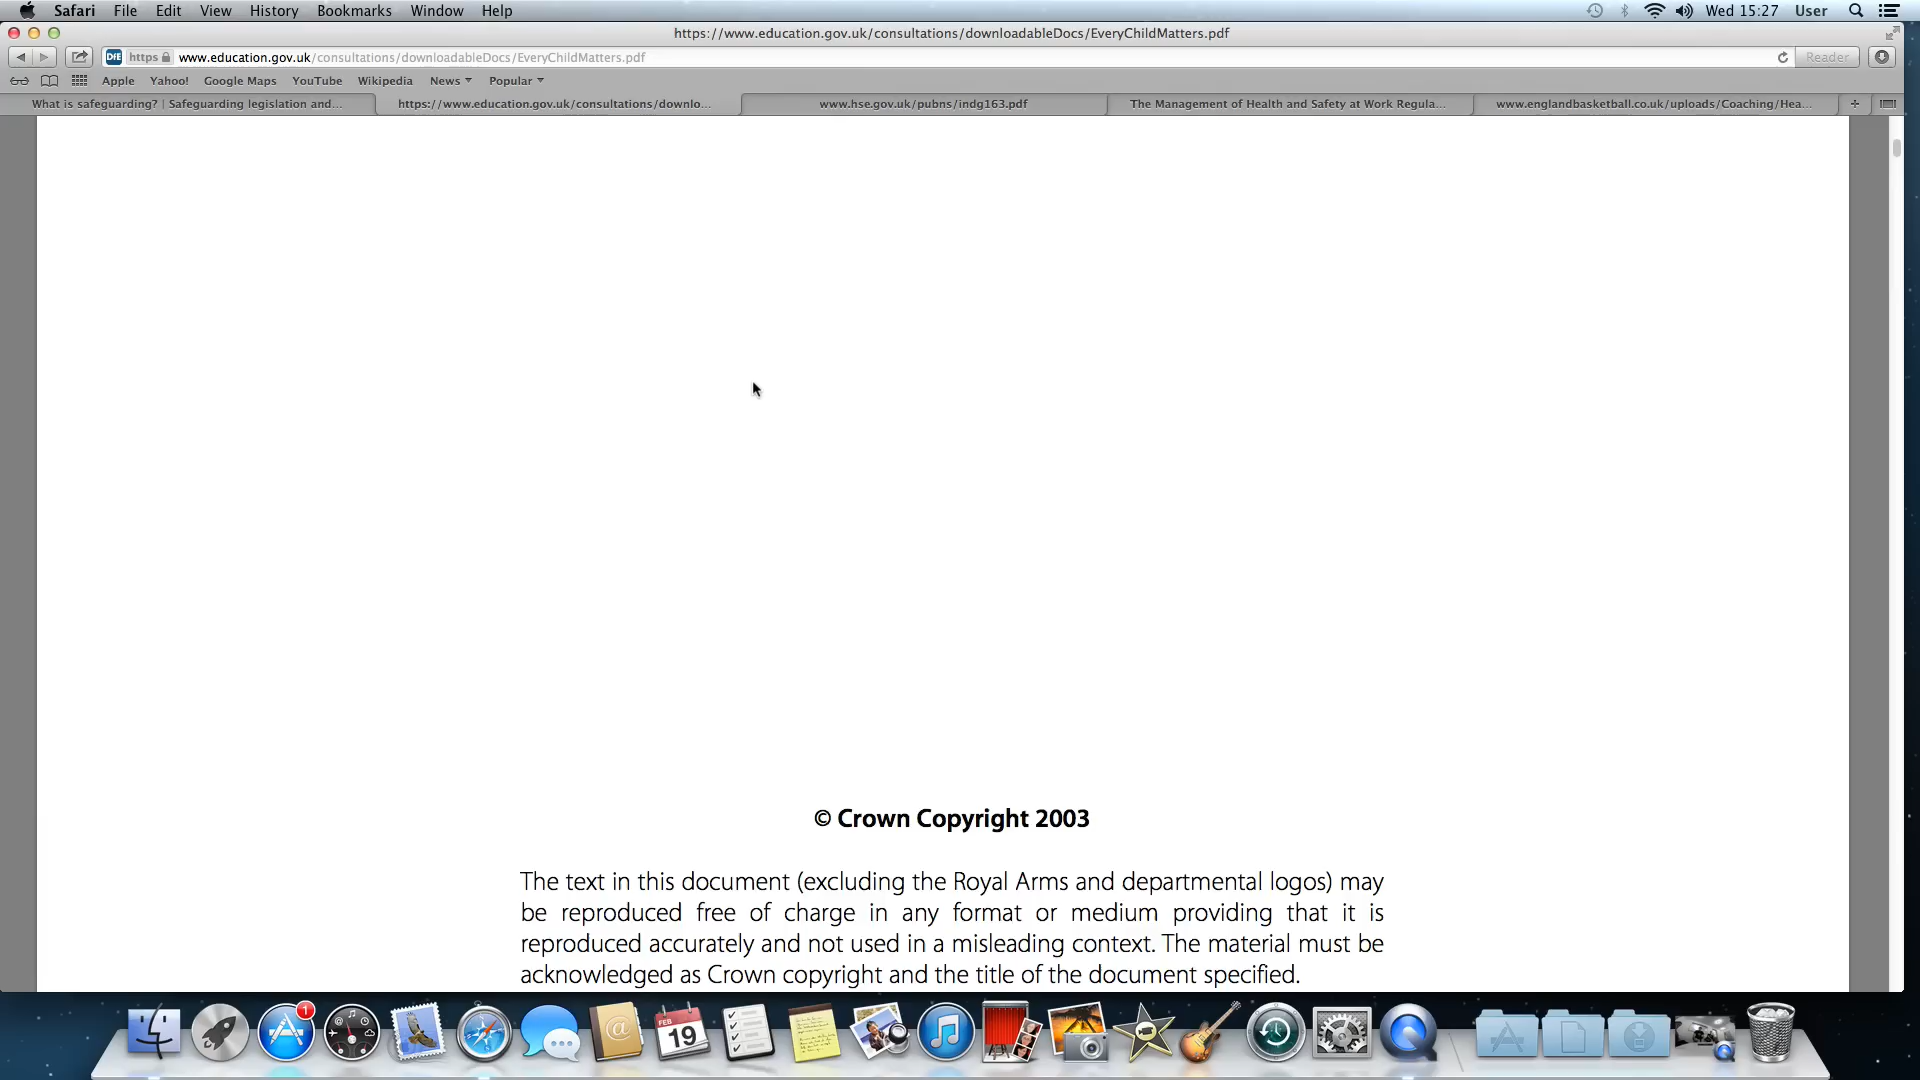 Safari File Edit View History Bookmarks Window Help Wed 15:27 User
https://www.education.gov.uk/consultations/downloadableDocs/EveryChildMatters.pdf
DfE https www.education.gov.uk/consultations/downloadableDocs/EveryChildMatters.pdf Reader
Apple Yahoo! Google Maps YouTube Wikipedia News Popular
What is safeguarding? | Safeguarding legislation and... https://www.education.gov.uk/consultations/downlo... www.hse.gov.uk/pubns/indg163.pdf The Management of Health and Safety at Work Regula... www.englandbasketball.co.uk/uploads/Coaching/Hea...
© Crown Copyright 2003
The text in this document (excluding the Royal Arms and departmental logos) may
be reproduced free of charge in any format or medium providing that it is
reproduced accurately and not used in a misleading context. The material must be
acknowledged as Crown copyright and the title of the document specified.
1
FEB
19